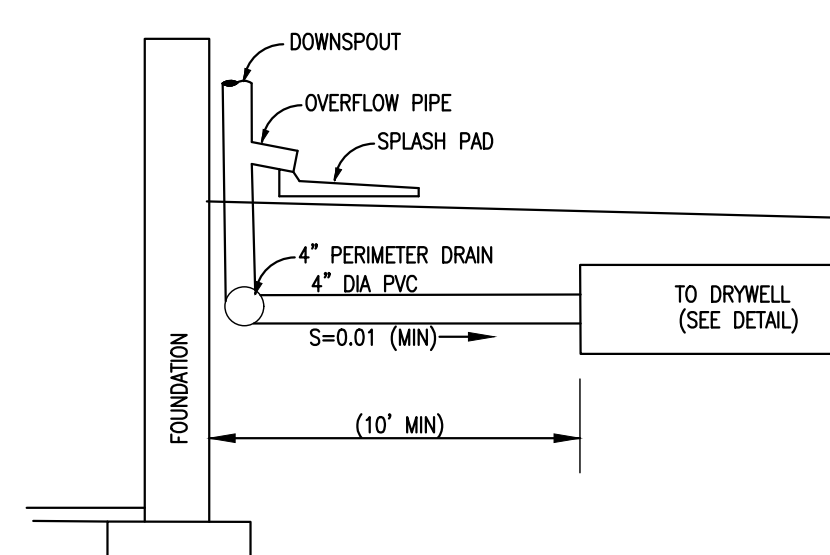 DOWNSPOUT
OVERFLOW PIPE
SPLASH PAD
4" PERIMETER DRAIN
4" DIA PVC
TO DRYWELL
(SEE DETAIL)
S=0.01 (MIN)
FOUNDATION
(10' MIN)